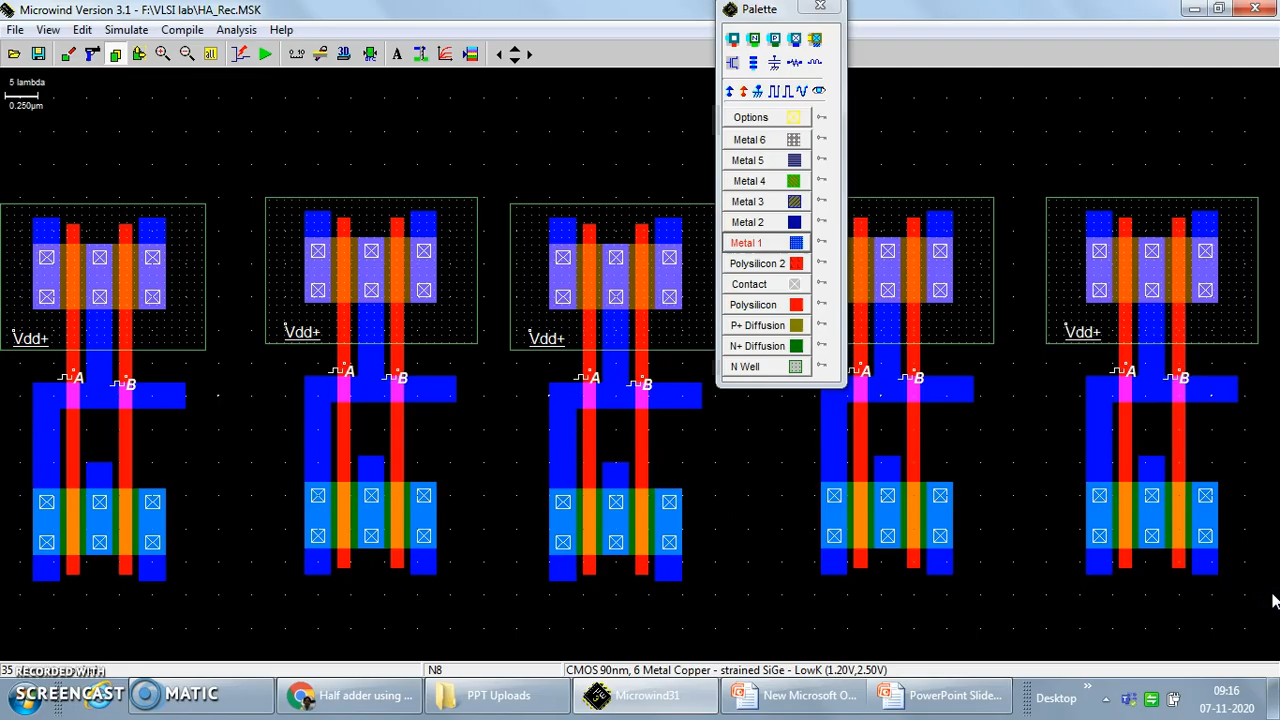 Microwind Version 3.1 - F:\VLSI lab\HA_Rec.MSK
Palette
File View Edit Simulate Compile Analysis Help
5 lambda
0.250µm
Options
Metal 6
Metal 5
Metal 4
Metal 3
Metal 2
Metal 1
Polysilicon 2
Contact
Polysilicon
P+ Diffusion
N+ Diffusion
N Well
Vdd+ Vdd+ Vdd+ Vdd+
A B A B A B A B A B
35 N8 CMOS 90nm, 6 Metal Copper - strained SiGe - LowK (1.20V,2.50V)
RECORDED WITH
SCREENCAST MATIC
Half adder using ...
PPT Uploads
Microwind31
New Microsoft O...
PowerPoint Slide...
Desktop
09:16
07-11-2020